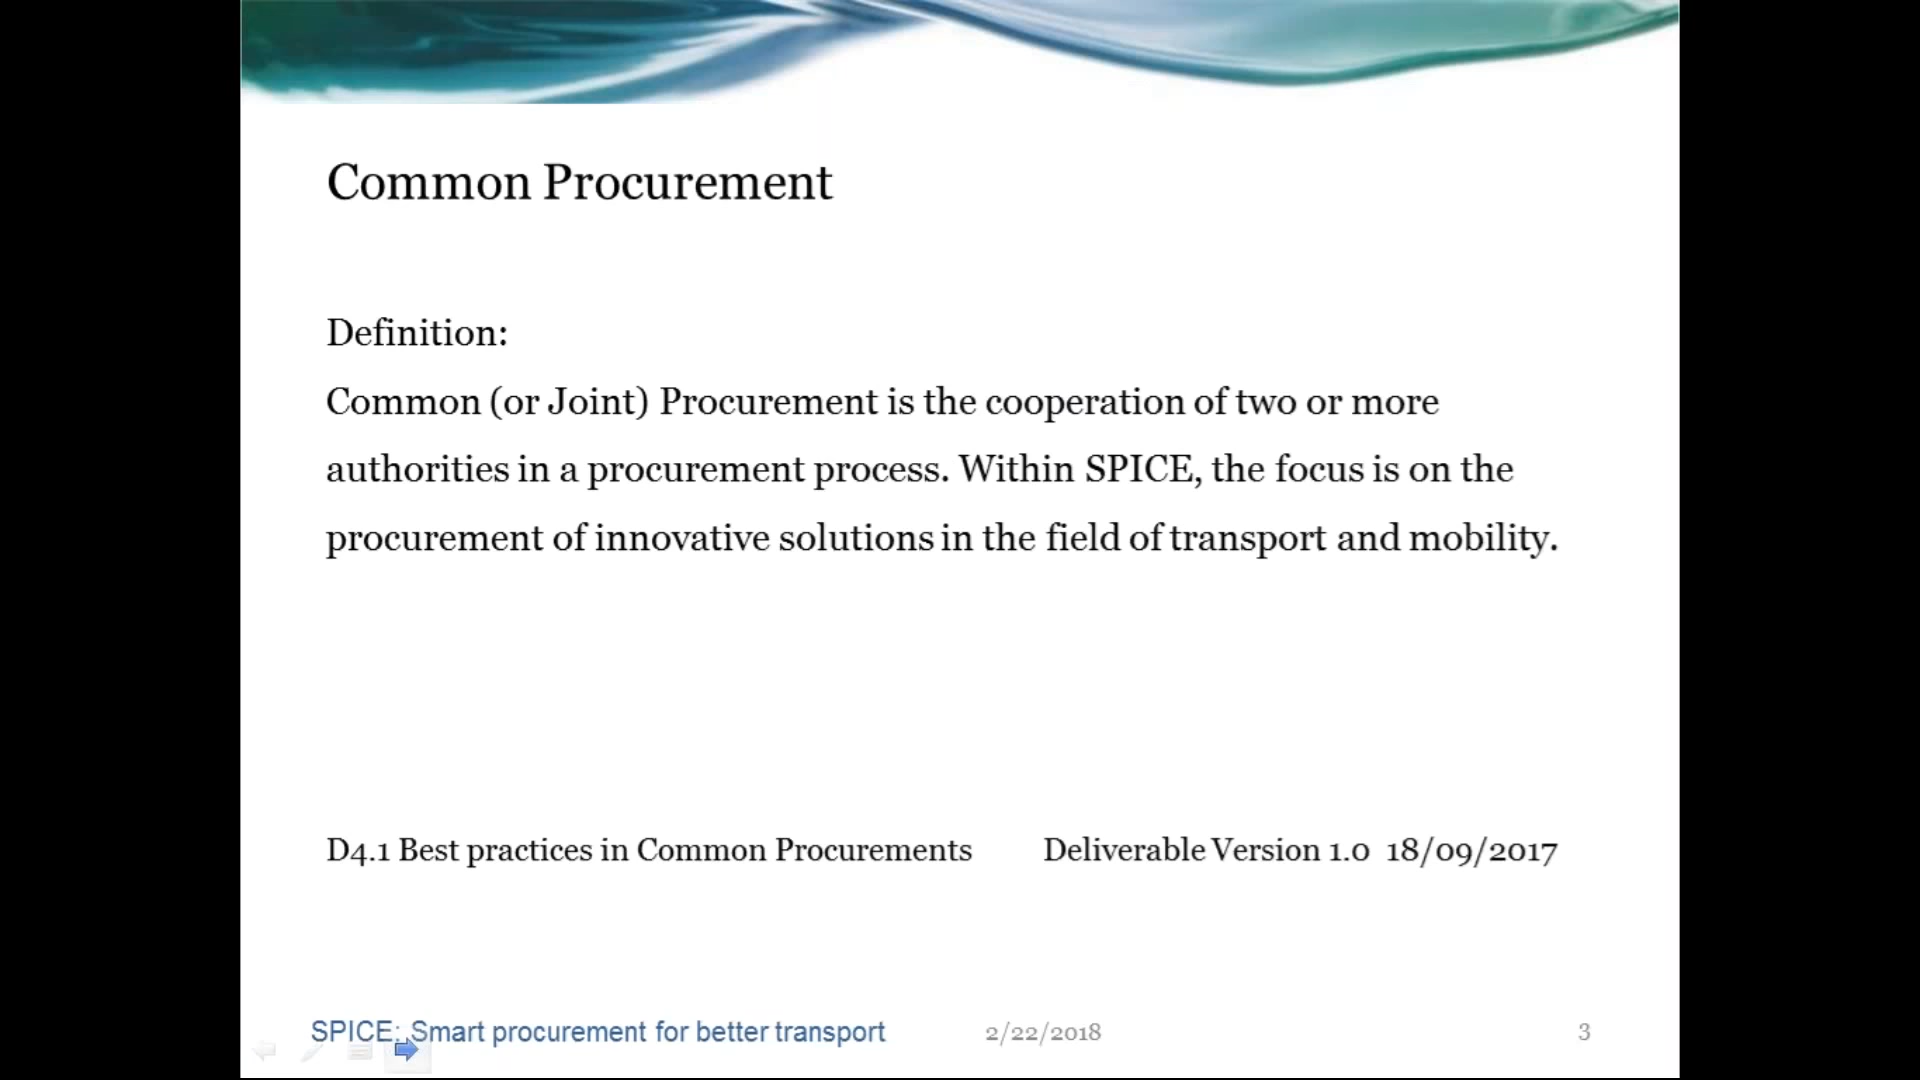 Common Procurement
Definition:
Common (or Joint) Procurement is the cooperation of two or more
authorities in a procurement process. Within SPICE, the focus is on the
procurement of innovative solutions in the field of transport and mobility.
D4.1 Best practices in Common Procurements Deliverable Version 1.0 18/09/2017
SPICE: Smart procurement for better transport 2/22/2018 3